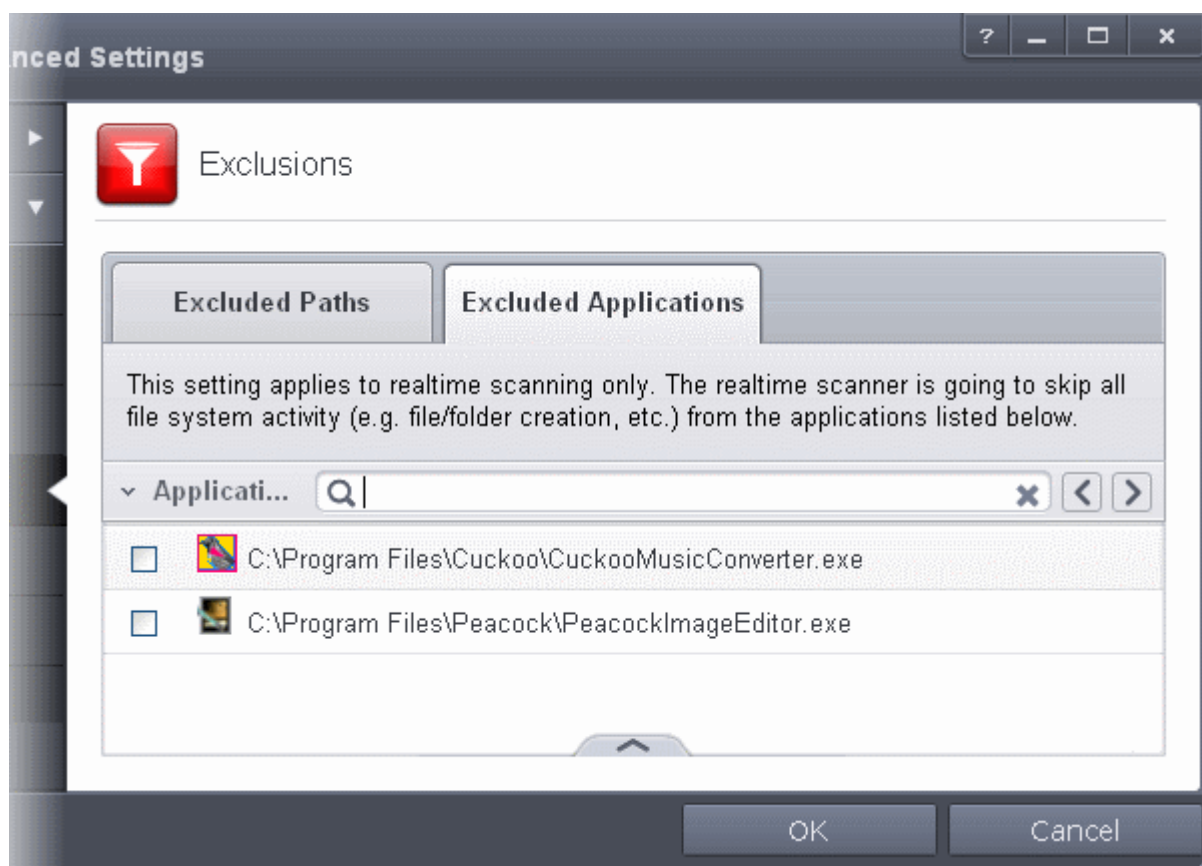 nced Settings
?
Exclusions
Excluded Paths
Excluded Applications
This setting applies to realtime scanning only. The realtime scanner is going to skip all
file system activity (e.g. file/folder creation, etc.) from the applications listed below.
Applicati...
C:\Program Files\Cuckoo\CuckooMusicConverter.exe
C:\Program Files\Peacock\PeacockImageEditor.exe
OK
Cancel